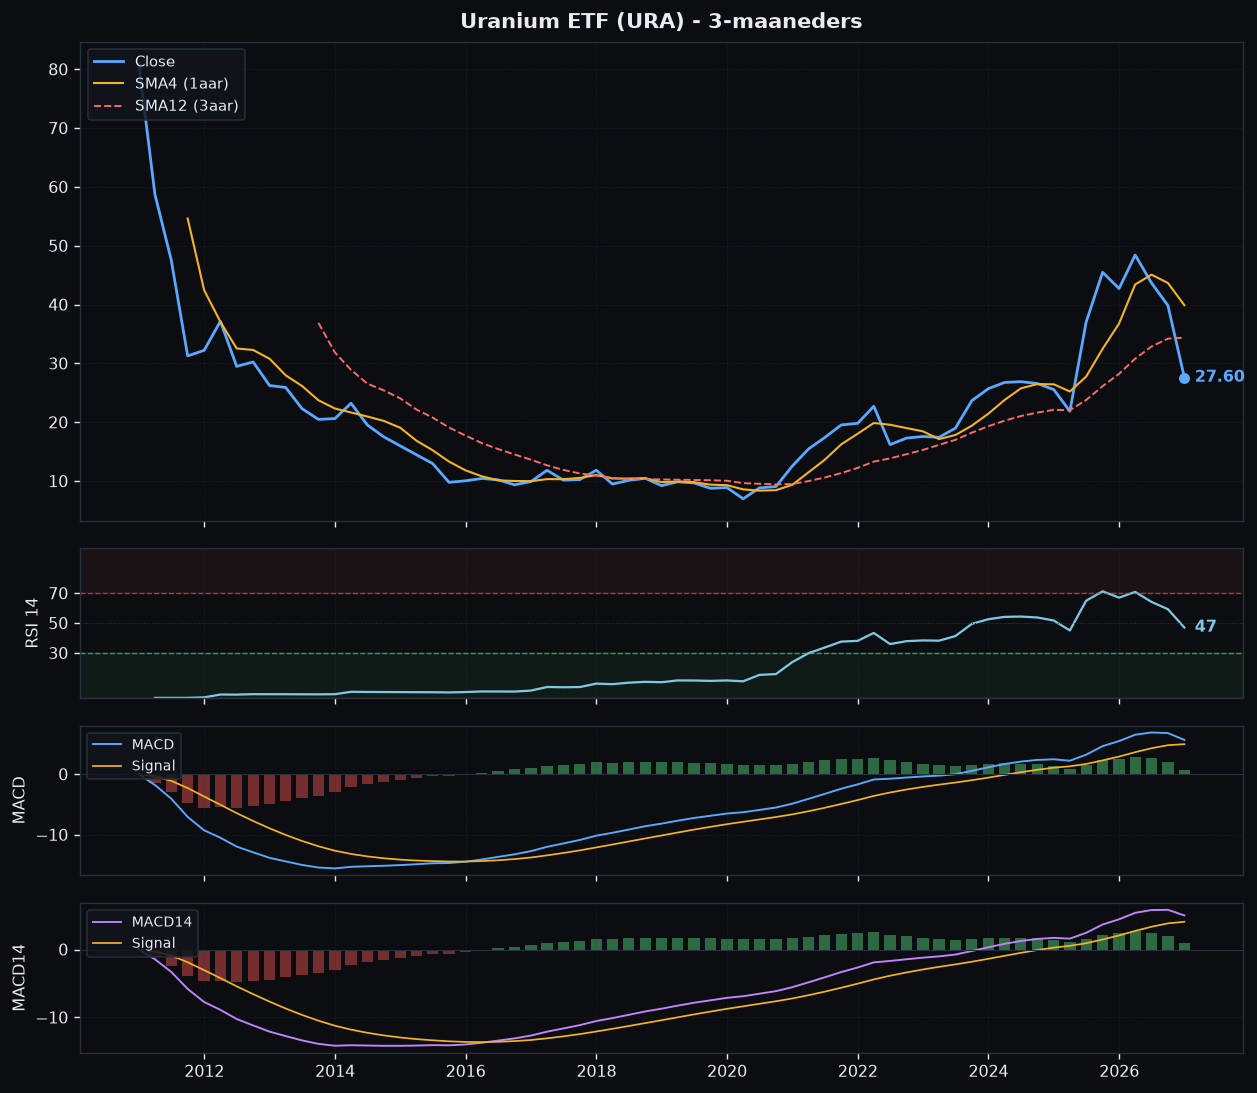 Uranium ETF (URA) - 3-maaneders
Close
SMA4 (1aar)
SMA12 (3aar)
80
70
60
50
40
30
20
10
27.60
RSI 14
70
50
30
47
MACD
MACD
Signal
0
−10
MACD14
MACD14
Signal
0
−10
2012 2014 2016 2018 2020 2022 2024 2026